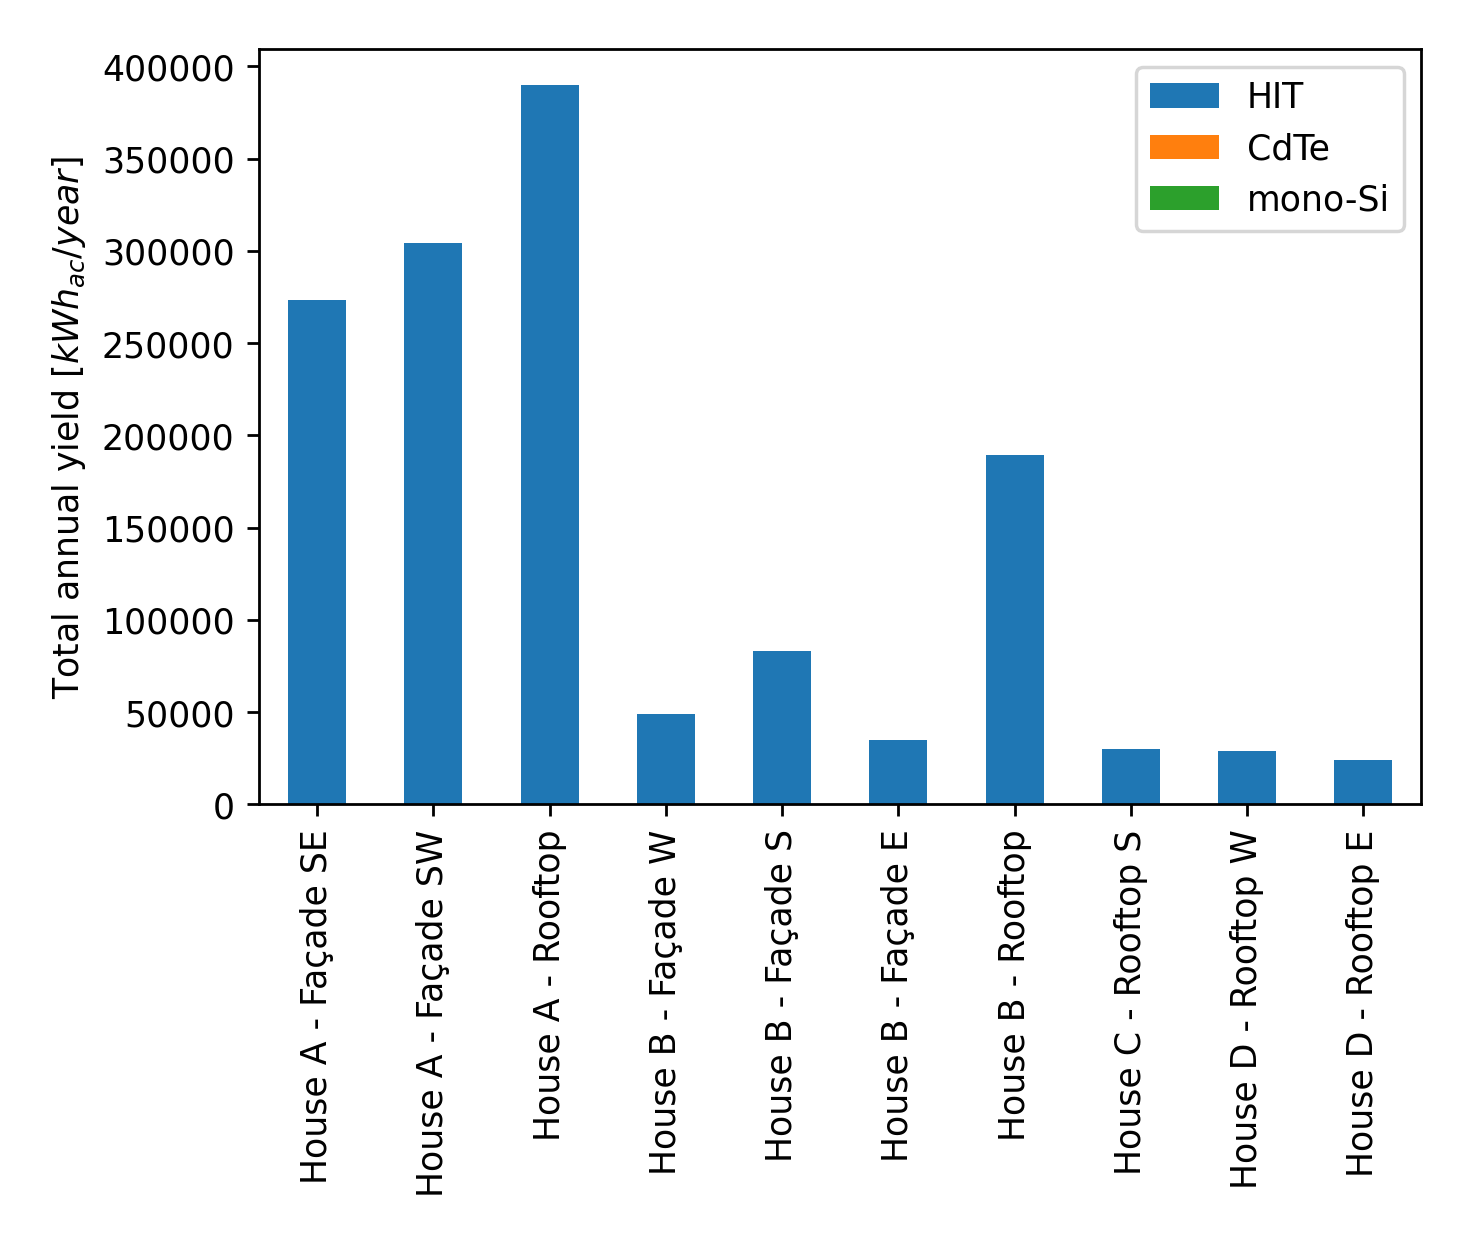 400000
350000
300000
250000
200000
150000
100000
50000
0
Total annual yield [kWh_ac/year]
HIT
CdTe
mono-Si
House A - Façade SE
House A - Façade SW
House A - Rooftop
House B - Façade W
House B - Façade S
House B - Façade E
House B - Rooftop
House C - Rooftop S
House D - Rooftop W
House D - Rooftop E